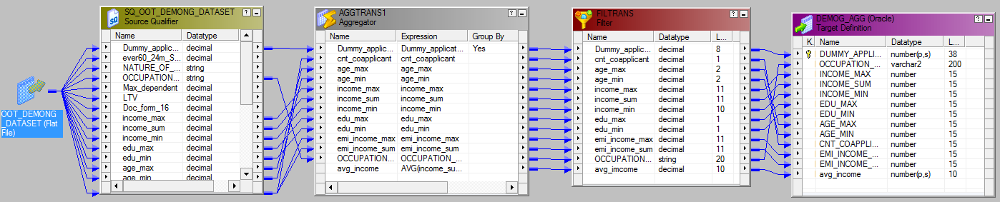 OOT_DEMONG
_DATASET (Flat
File)
SQ_OOT_DEMONG_DATASET
Source Qualifier
Name Datatype
Dummy_applic... decimal
ever60_24m_S... decimal
NATURE_OF_... string
OCCUPATION... string
Max_dependent decimal
LTV decimal
Doc_fom_16 decimal
income_max decimal
income_sum decimal
income_min decimal
edu_max decimal
edu_min decimal
age_max decimal
age_min decimal
AGGTRANS1
Aggregator
Name Expression Group By
Dummy_applic... Dummy_applicat... Yes
cnt_coapplicant cnt_coapplicant
age_max age_max
age_min age_min
income_max income_max
income_sum income_sum
income_min income_min
edu_max edu_max
edu_min edu_min
emi_income_max emi_income_max
emi_income_sum emi_income_sum
OCCUPATION... OCCUPATION_...
avg_income AVG(income_su...
FILTRANS
Filter
Name Datatype L...
Dummy_applic... decimal 8
cnt_coapplicant decimal 1
age_max decimal 2
age_min decimal 2
income_max decimal 11
income_sum decimal 11
income_min decimal 10
edu_max decimal 1
edu_min decimal 1
emi_income_max decimal 11
emi_income_sum decimal 11
OCCUPATION... string 20
avg_imcome decimal 10
DEMOG_AGG (Oracle)
Target Definition
K. Name Datatype L...
DUMMY_APPLI... number(p,s) 38
OCCUPATION_... varchar2 200
INCOME_MAX number 15
INCOME_SUM number 15
INCOME_MIN number 15
EDU_MAX number 15
EDU_MIN number 15
AGE_MAX number 15
AGE_MIN number 15
CNT_COAPPLI... number 15
EMI_INCOME_... number 15
EMI_INCOME_... number 15
avg_income number(p,s) 10